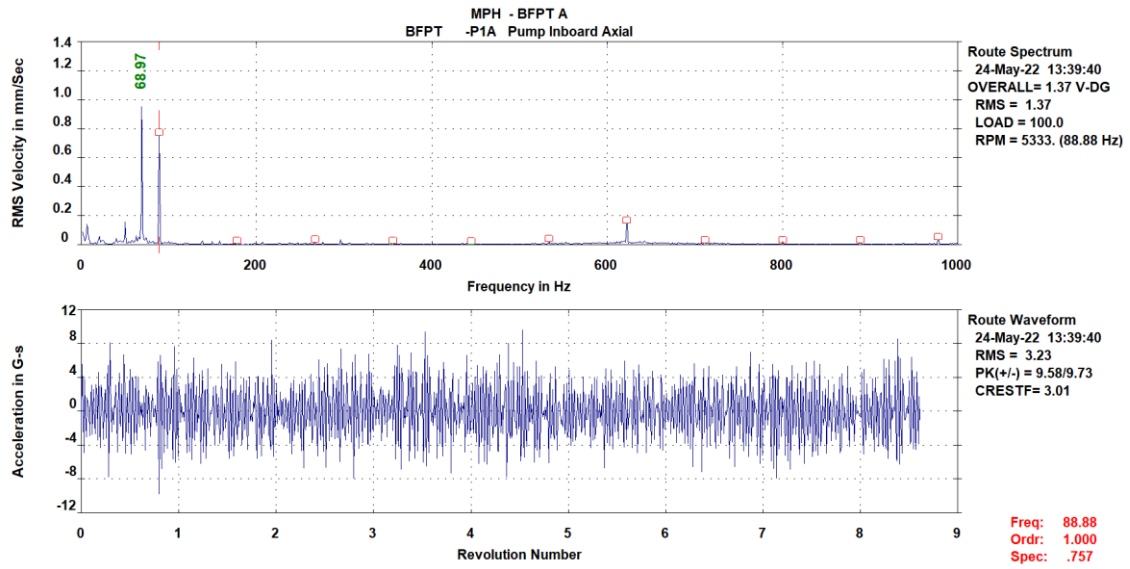 MPH - BFPT A
BFPT -P1A Pump Inboard Axial
RMS Velocity in mm/Sec
1.4
1.2
1.0
0.8
0.6
0.4
0.2
0
68.97
0 200 400 600 800 1000
Frequency in Hz
Route Spectrum
24-May-22 13:39:40
OVERALL= 1.37 V-DG
RMS = 1.37
LOAD = 100.0
RPM = 5333. (88.88 Hz)
Acceleration in G-s
12
8
4
0
-4
-8
-12
0 1 2 3 4 5 6 7 8 9
Revolution Number
Route Waveform
24-May-22 13:39:40
RMS = 3.23
PK(+/-) = 9.58/9.73
CRESTF= 3.01
Freq: 88.88
Ordr: 1.000
Spec: .757